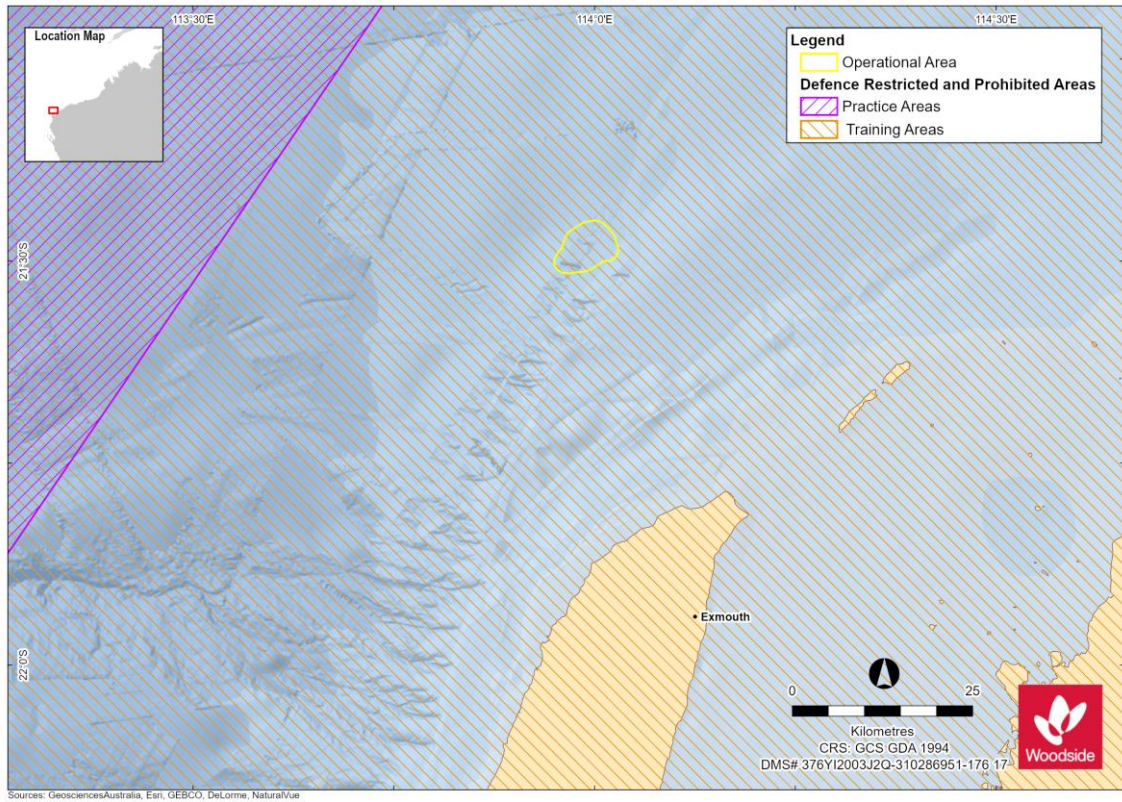 113°30'E
114°0'E
114°30'E
Location Map
Legend
Operational Area
Defence Restricted and Prohibited Areas
Practice Areas
Training Areas
21°30'S
Exmouth
22°0'S
0 25
Kilometres
CRS: GCS GDA 1994
DMS# 376YI2003J2Q-310286951-176 17
Woodside
Sources: GeosciencesAustralia, Esri, GEBCO, DeLorme, NaturalVue